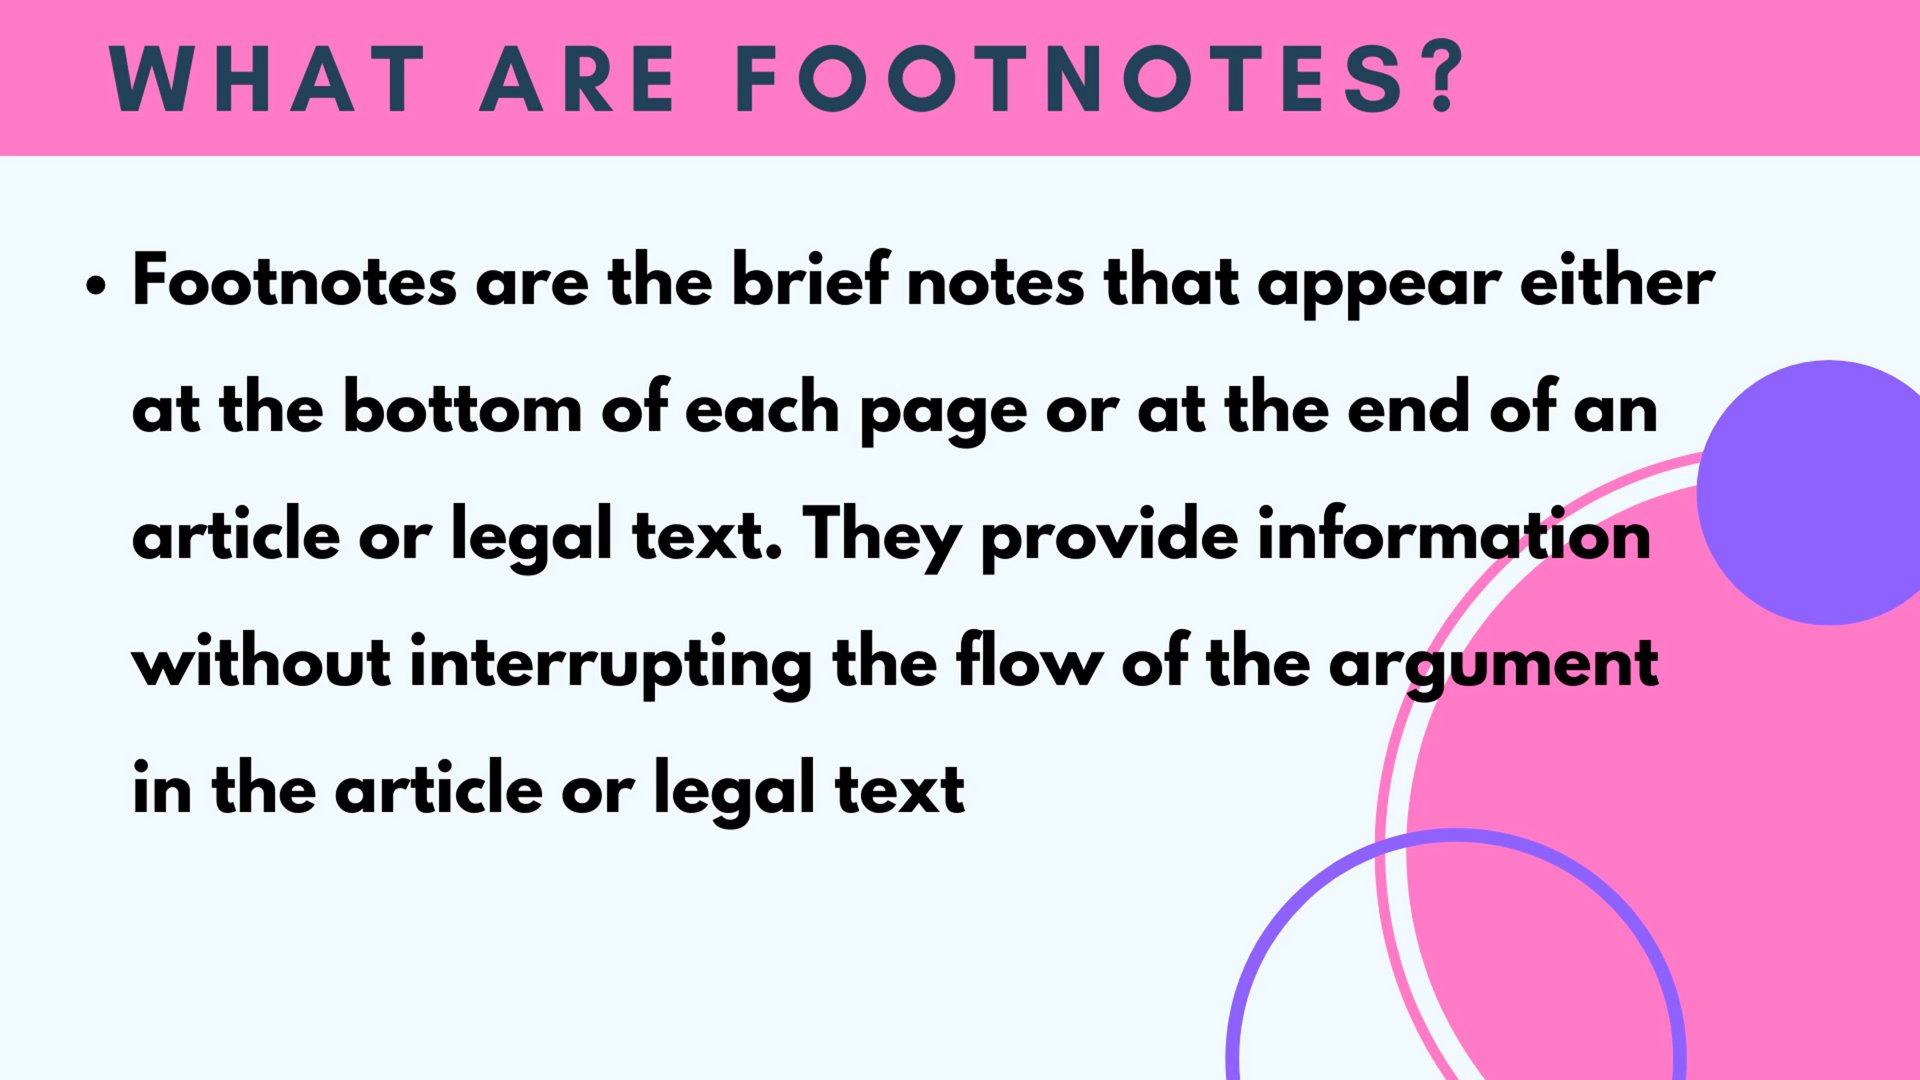 WHAT ARE FOOTNOTES?
• Footnotes are the brief notes that appear either
at the bottom of each page or at the end of an
article or legal text. They provide information
without interrupting the flow of the argument
in the article or legal text